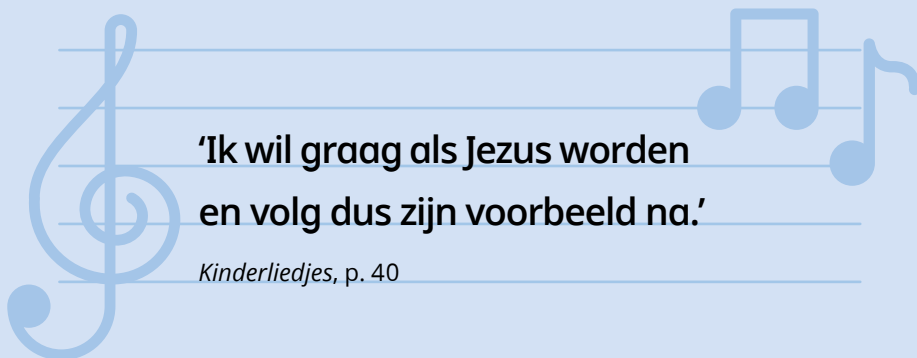 ‘Ik wil graag als Jezus worden
en volg dus zijn voorbeeld na.’
Kinderliedjes, p. 40